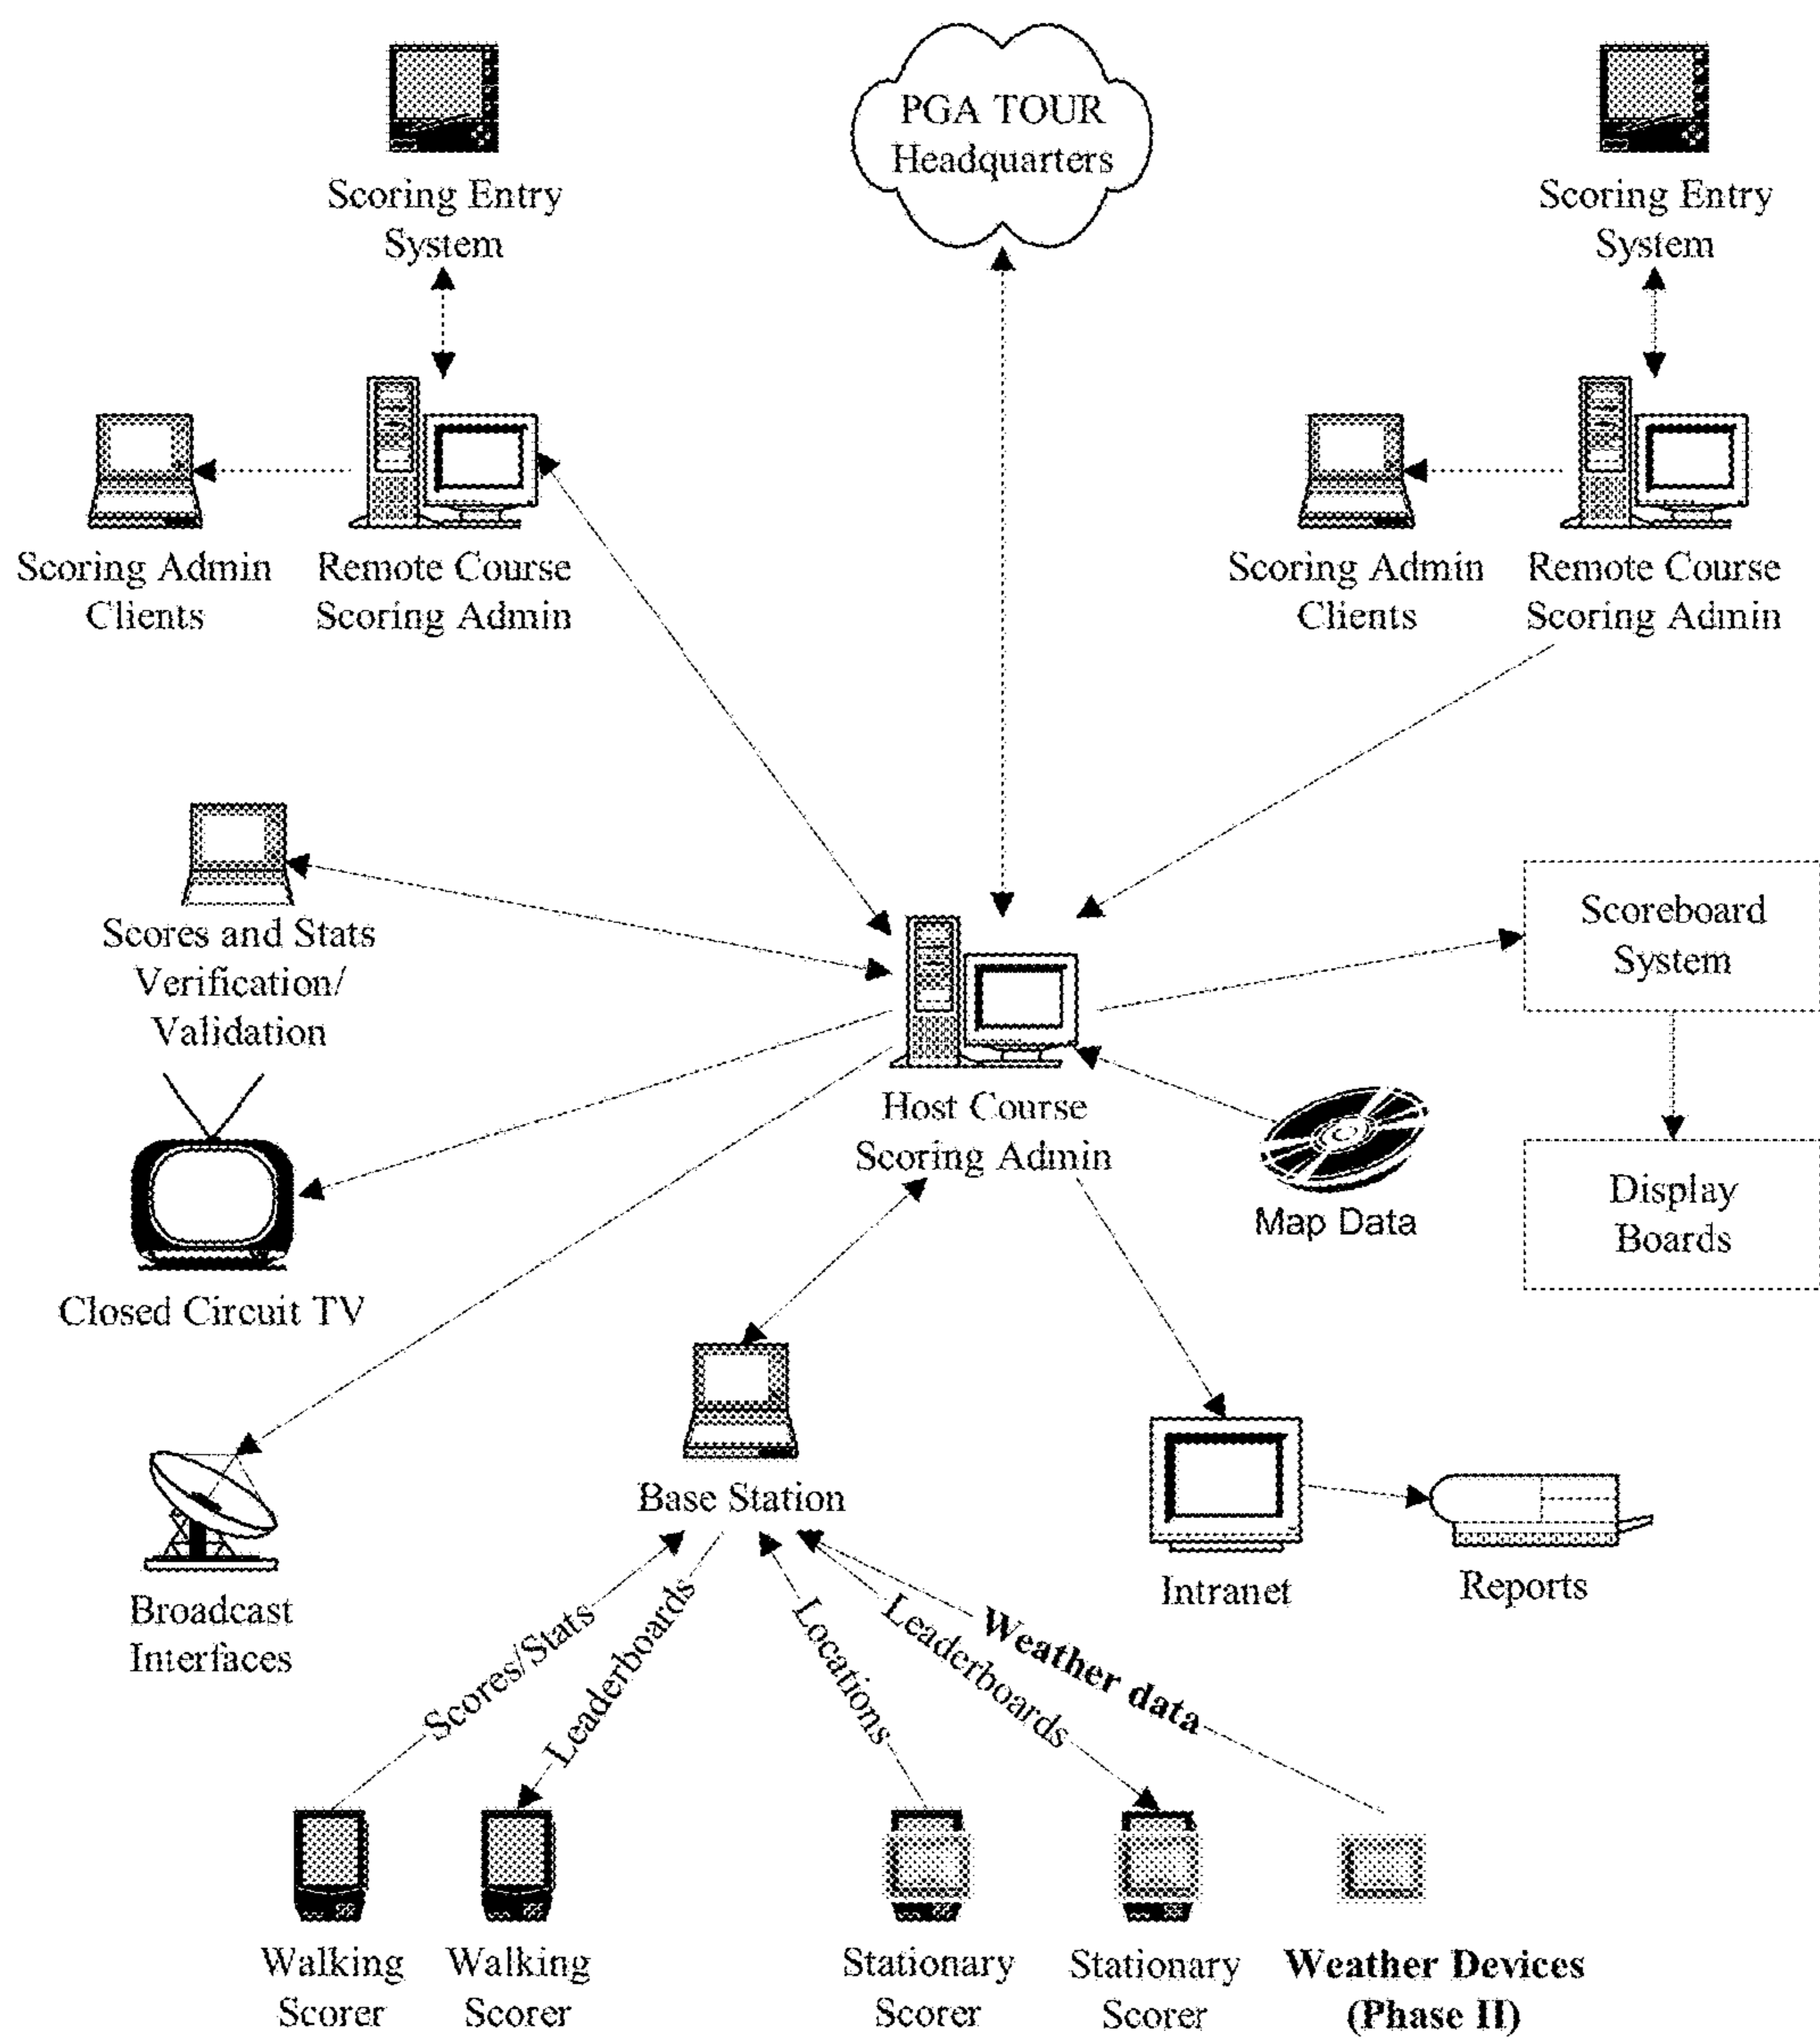 PGA TOUR
Headquarters
Scoring Entry
System
Scoring Entry
System
Scoring Admin
Clients
Remote Course
Scoring Admin
Scoring Admin
Clients
Remote Course
Scoring Admin
Scores and Stats
Verification/
Validation
Scoreboard
System
Host Course
Scoring Admin
Map Data
Display
Boards
Closed Circuit TV
Base Station
Broadcast
Interfaces
Intranet
Reports
Scores/Stats
Leaderboards
Locations
Leaderboards
Weather data
Walking
Scorer
Walking
Scorer
Stationary
Scorer
Stationary
Scorer
Weather Devices
(Phase II)